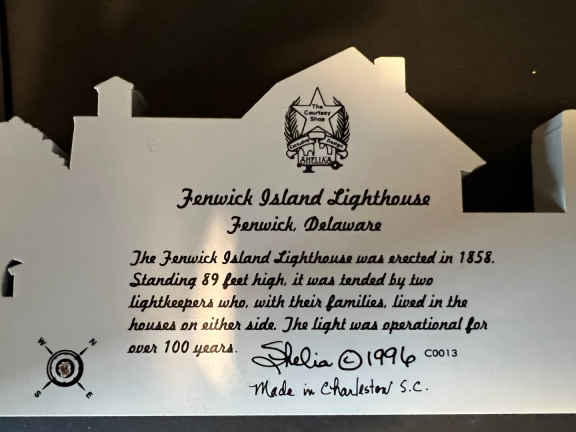 The
Courtesy
Shop
SHELIA'S
Fenwick Island Lighthouse
Fenwick, Delaware
The Fenwick Island Lighthouse was erected in 1858.
Standing 89 feet high, it was tended by two
lightkeepers who, with their families, lived in the
houses on either side. The light was operational for
over 100 years.
Shelia © 1996 C0013
Made in Charleston S.C.
W N
S E